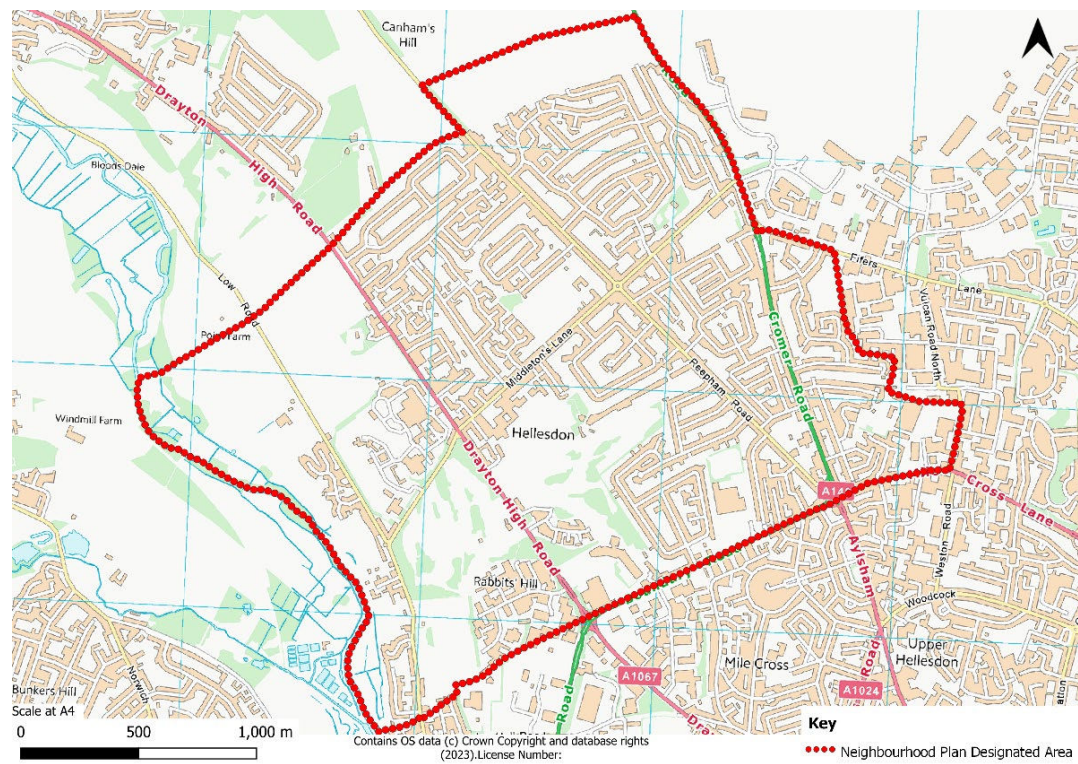 Canham's
Hill
Road
Drayton
High
Road
Bloons Dale
Low Road
Fifers
Lane
Vulcan Road North
Cromer
Road
Farm
Middleton's Lane
Reepham Road
Windmill Farm
Hellesdon
Drayton
High
Road
A140
Cross Lane
Aylsham
Road
Weston Road
Rabbits' Hill
Woodcock
Upper
Hellesdon
Mile Cross
A1067
A1024
Road
Norwich
Bunkers Hill
Scale at A4
0 500 1,000 m
Contains OS data (c) Crown Copyright and database rights
(2023).License Number:
Key
Neighbourhood Plan Designated Area